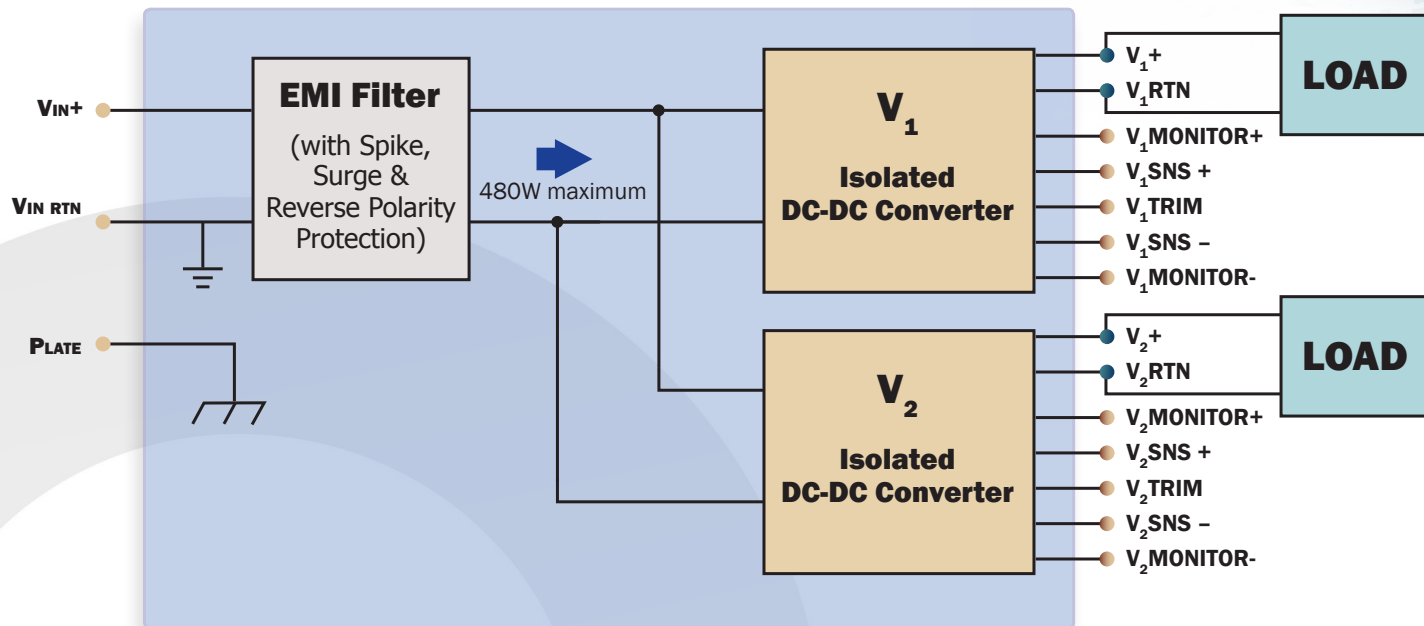 VIN+
VIN RTN
PLATE
EMI Filter
(with Spike,
Surge &
Reverse Polarity
Protection)
480W maximum
V1
Isolated
DC-DC Converter
V1+
V1RTN
V1MONITOR+
V1SNS +
V1TRIM
V1SNS –
V1MONITOR-
LOAD
V2
Isolated
DC-DC Converter
V2+
V2RTN
V2MONITOR+
V2SNS +
V2TRIM
V2SNS –
V2MONITOR-
LOAD